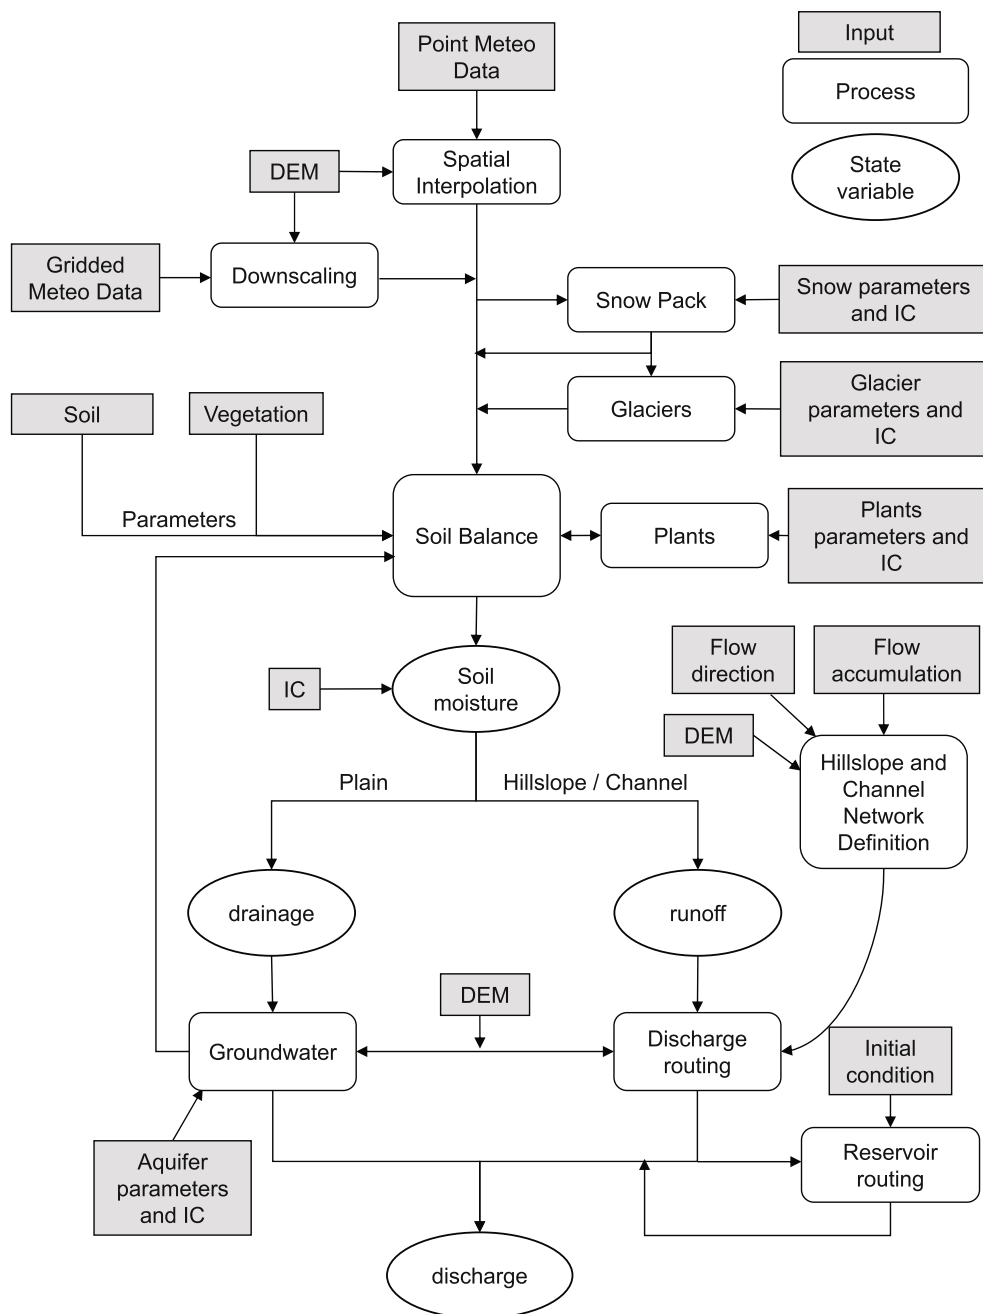 Point Meteo
Data
Input
Process
State
variable
DEM
Spatial
Interpolation
Gridded
Meteo Data
Downscaling
Snow Pack
Snow parameters
and IC
Glaciers
Glacier
parameters and
IC
Soil
Vegetation
Parameters
Soil Balance
Plants
Plants
parameters and
IC
IC
Soil
moisture
Flow
direction
Flow
accumulation
DEM
Hillslope and
Channel
Network
Definition
Plain
Hillslope / Channel
drainage
runoff
DEM
Groundwater
Discharge
routing
Initial
condition
Aquifer
parameters
and IC
Reservoir
routing
discharge